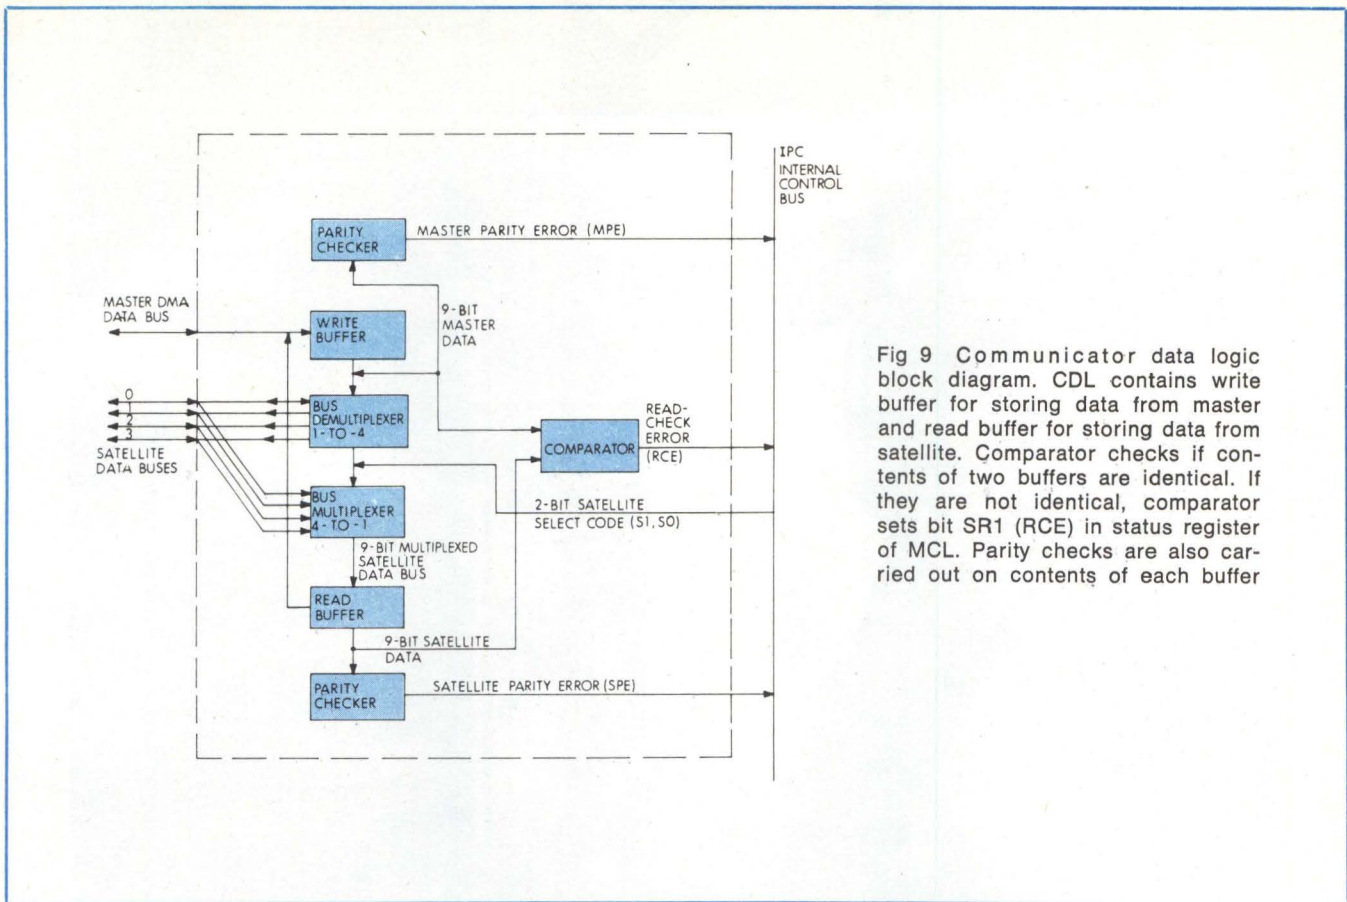 IPC
INTERNAL
CONTROL
BUS
PARITY
CHECKER
MASTER PARITY ERROR (MPE)
MASTER DMA
DATA BUS
WRITE
BUFFER
9-BIT
MASTER
DATA
0
1
2
3
SATELLITE
DATA BUSES
BUS
DEMULTIPLEXER
1-TO-4
COMPARATOR
READ-
CHECK
ERROR
(RCE)
BUS
MULTIPLEXER
4-TO-1
2-BIT SATELLITE
SELECT CODE (S1, S0)
9-BIT MULTIPLEXED
SATELLITE
DATA BUS
READ
BUFFER
9-BIT SATELLITE
DATA
PARITY
CHECKER
SATELLITE PARITY ERROR (SPE)
Fig 9 Communicator data logic
block diagram. CDL contains write
buffer for storing data from master
and read buffer for storing data from
satellite. Comparator checks if con-
tents of two buffers are identical. If
they are not identical, comparator
sets bit SR1 (RCE) in status register
of MCL. Parity checks are also car-
ried out on contents of each buffer